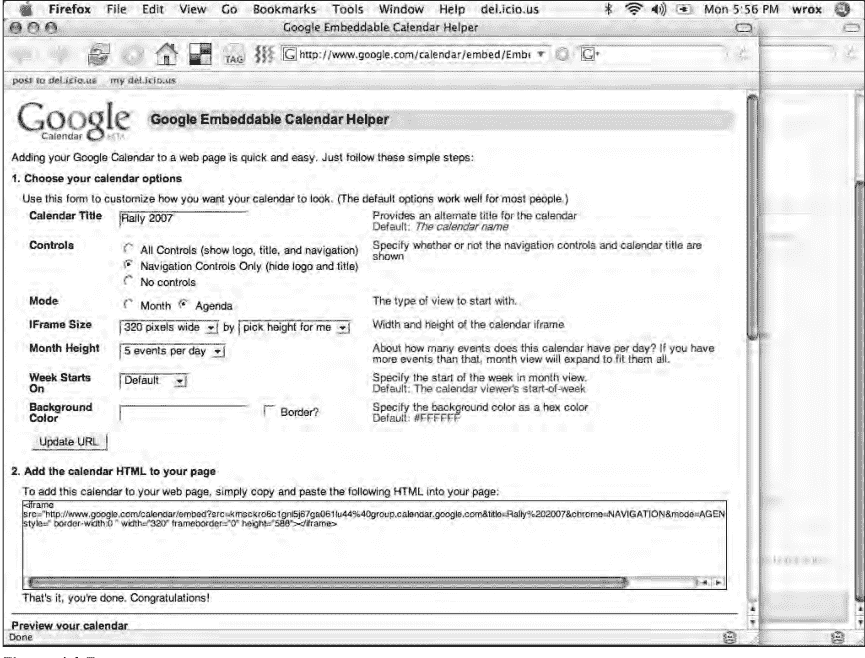 Firefox File Edit View Go Bookmarks Tools Window Help del.icio.us Mon 5:56 PM wrox
Google Embeddable Calendar Helper
TAG G http://www.google.com/calendar/embed/Embe G
post to del.icio.us my del.icio.us
Google Calendar BETA
Google Embeddable Calendar Helper
Adding your Google Calendar to a web page is quick and easy. Just follow these simple steps:
1. Choose your calendar options
Use this form to customize how you want your calendar to look. (The default options work well for most people.)
Calendar Title Rally 2007 Provides an alternate title for the calendar
Default: The calendar name
Controls All Controls (show logo, title, and navigation) Specify whether or not the navigation controls and calendar title are
shown
Navigation Controls Only (hide logo and title)
No controls
Mode Month Agenda The type of view to start with.
IFrame Size 320 pixels wide by pick height for me Width and height of the calendar iframe
Month Height 5 events per day About how many events does this calendar have per day? If you have
more events than that, month view will expand to fit them all.
Week Starts
On Default Specify the start of the week in month view.
Default: The calendar viewer's start-of-week
Background
Color Border? Specify the background color as a hex color
Default: #FFFFFF
Update URL
2. Add the calendar HTML to your page
To add this calendar to your web page, simply copy and paste the following HTML into your page:
<iframe
style=" border-width:0 " width="320" frameborder="0" height="588"></iframe>
That's it, you're done. Congratulations!
Preview your calendar
Done